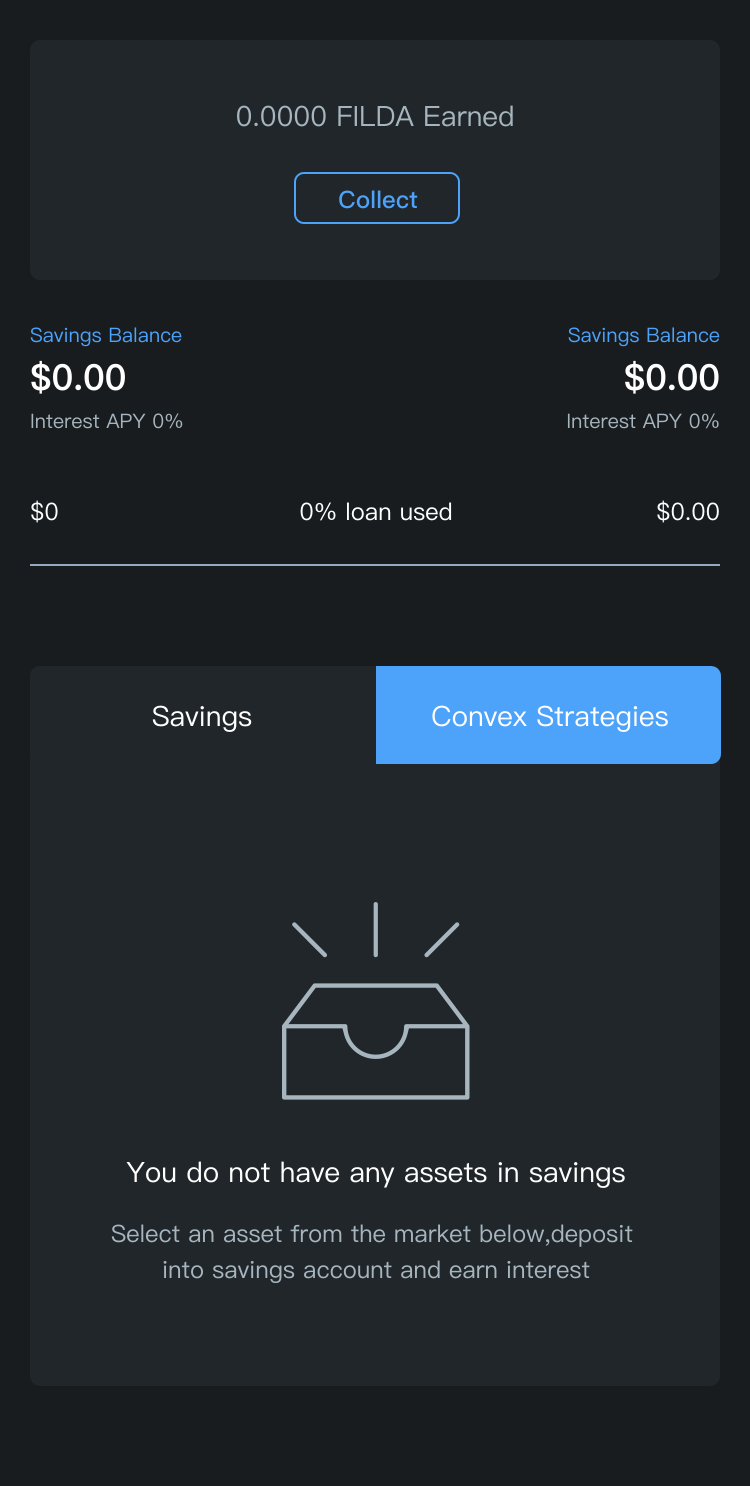 0.0000 FILDA Earned
Collect
Savings Balance
$0.00
Interest APY 0%
Savings Balance
$0.00
Interest APY 0%
$0
0% loan used
$0.00
Savings
Convex Strategies
You do not have any assets in savings
Select an asset from the market below,deposit
into savings account and earn interest